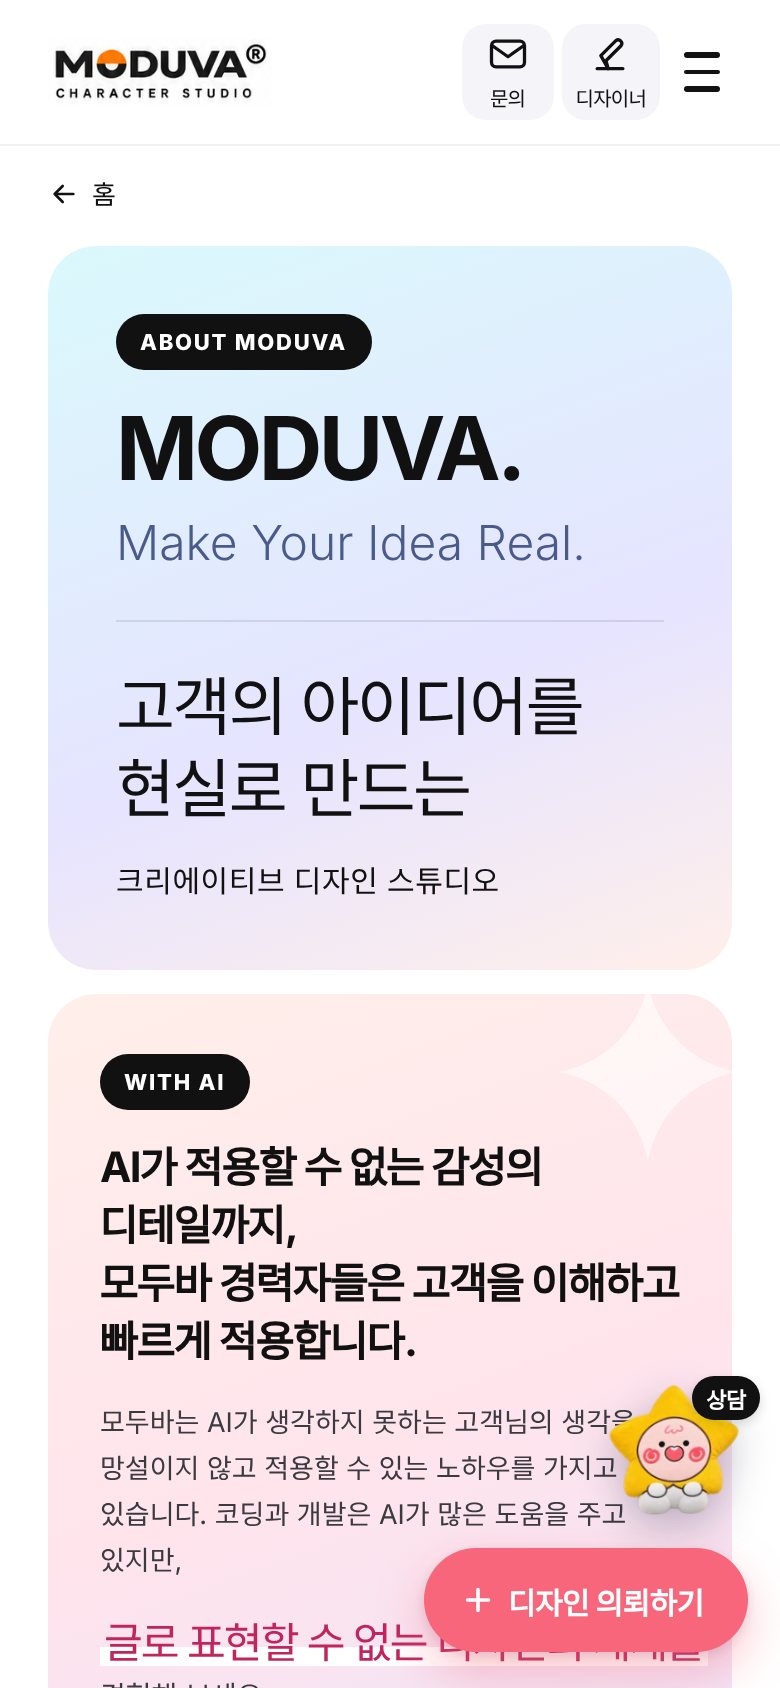 MODUVA®
CHARACTER STUDIO
문의
디자이너
← 홈
ABOUT MODUVA
MODUVA.
Make Your Idea Real.
고객의 아이디어를
현실로 만드는
크리에이티브 디자인 스튜디오
WITH AI
AI가 적용할 수 없는 감성의
디테일까지,
모두바 경력자들은 고객을 이해하고
빠르게 적용합니다.
모두바는 AI가 생각하지 못하는 고객님의 생각을
망설이지 않고 적용할 수 있는 노하우를 가지고
있습니다. 코딩과 개발은 AI가 많은 도움을 주고
있지만,
상담
+ 디자인 의뢰하기
글로 표현할 수 없는